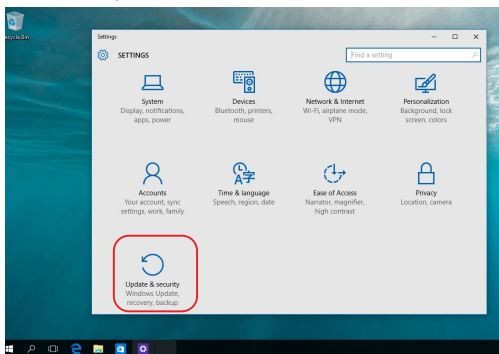 Recycle Bin
Settings
SETTINGS
Find a setting
System
Display, notifications,
apps, power
Devices
Bluetooth, printers,
mouse
Network & Internet
Wi-Fi, airplane mode,
VPN
Personalization
Background, lock
screen, colors
Accounts
Your account, sync
settings, work, family
Time & language
Speech, region, date
Ease of Access
Narrator, magnifier,
high contrast
Privacy
Location, camera
Update & security
Windows Update,
recovery, backup